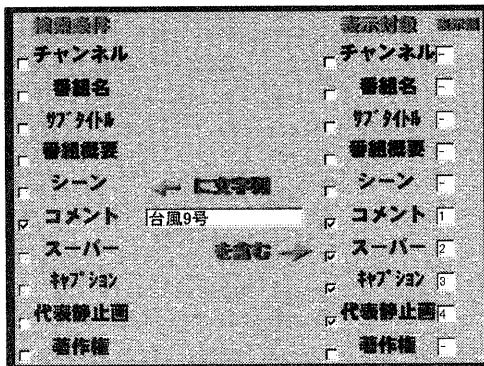 検索条件 表示対象 表示順
チャンネル チャンネル -
番組名 番組名 -
サブタイトル サブタイトル -
番組概要 番組概要 -
シーン ← に文字列 シーン -
コメント 台風9号 コメント 1
スーパー を含む → スーパー 2
キャプション キャプション 3
代表静止画 代表静止画 4
著作権 著作権 -